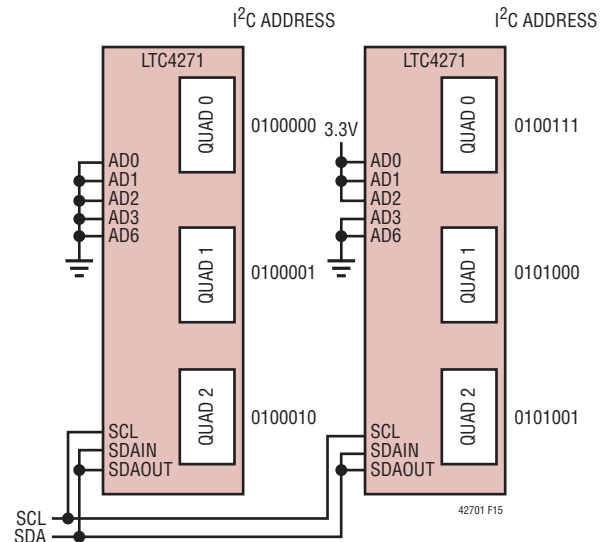 I2C ADDRESS
I2C ADDRESS
LTC4271
LTC4271
QUAD 0
0100000
3.3V
QUAD 0
0100111
AD0
AD1
AD2
AD3
AD6
AD0
AD1
AD2
AD3
AD6
QUAD 1
0100001
QUAD 1
0101000
QUAD 2
0100010
QUAD 2
0101001
SCL
SDAIN
SDAOUT
SCL
SDAIN
SDAOUT
42701 F15
SCL
SDA